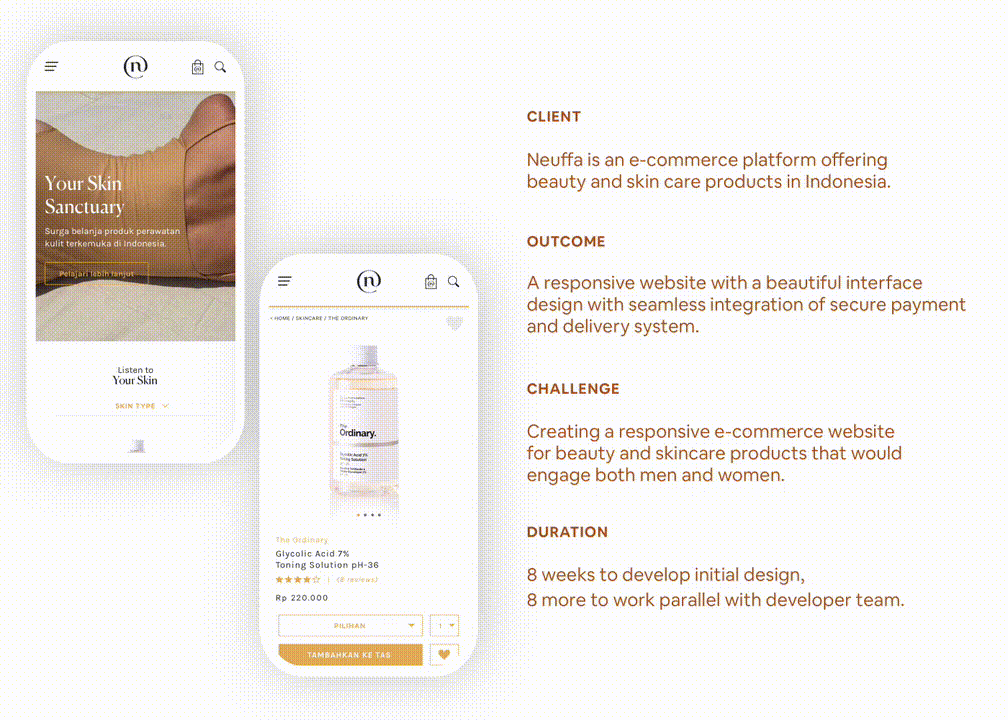 Your Skin
Sanctuary
Surga belanja produk perawatan
kulit terkemuka di Indonesia.
Pelajari lebih lanjut
Listen to
Your Skin
SKIN TYPE
< HOME / SKINCARE / THE ORDINARY
The
Ordinary.
Glycolic Acid 7%
Toning Solution
The Ordinary
Glycolic Acid 7%
Toning Solution pH-36
(8 reviews)
Rp 220.000
PILIHAN
1
TAMBAHKAN KE TAS
CLIENT
Neuffa is an e-commerce platform offering
beauty and skin care products in Indonesia.
OUTCOME
A responsive website with a beautiful interface
design with seamless integration of secure payment
and delivery system.
CHALLENGE
Creating a responsive e-commerce website
for beauty and skincare products that would
engage both men and women.
DURATION
8 weeks to develop initial design,
8 more to work parallel with developer team.